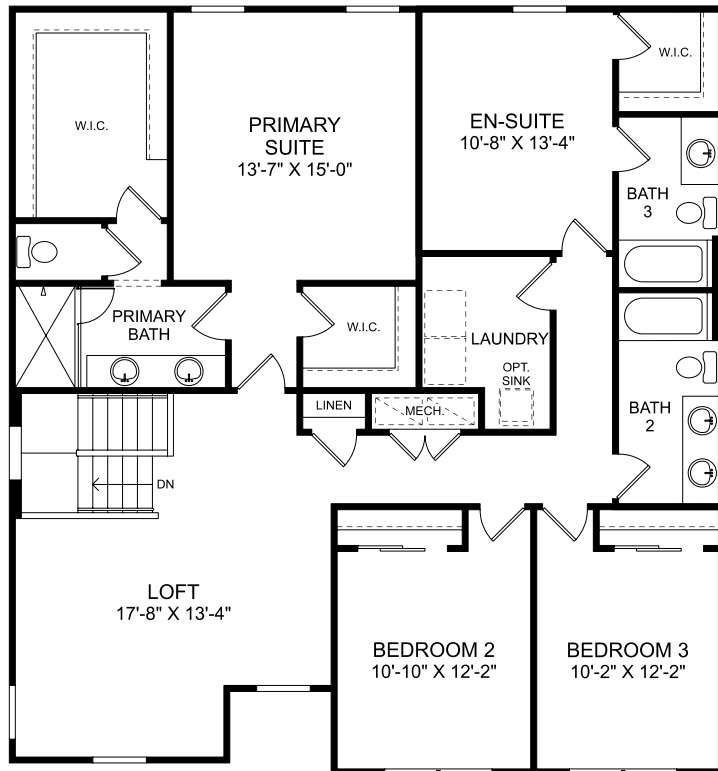 W.I.C.
PRIMARY
SUITE
13'-7" X 15'-0"
EN-SUITE
10'-8" X 13'-4"
W.I.C.
BATH
3
PRIMARY
BATH
W.I.C.
LAUNDRY
OPT.
SINK
LINEN
MECH.
BATH
2
DN
LOFT
17'-8" X 13'-4"
BEDROOM 2
10'-10" X 12'-2"
BEDROOM 3
10'-2" X 12'-2"